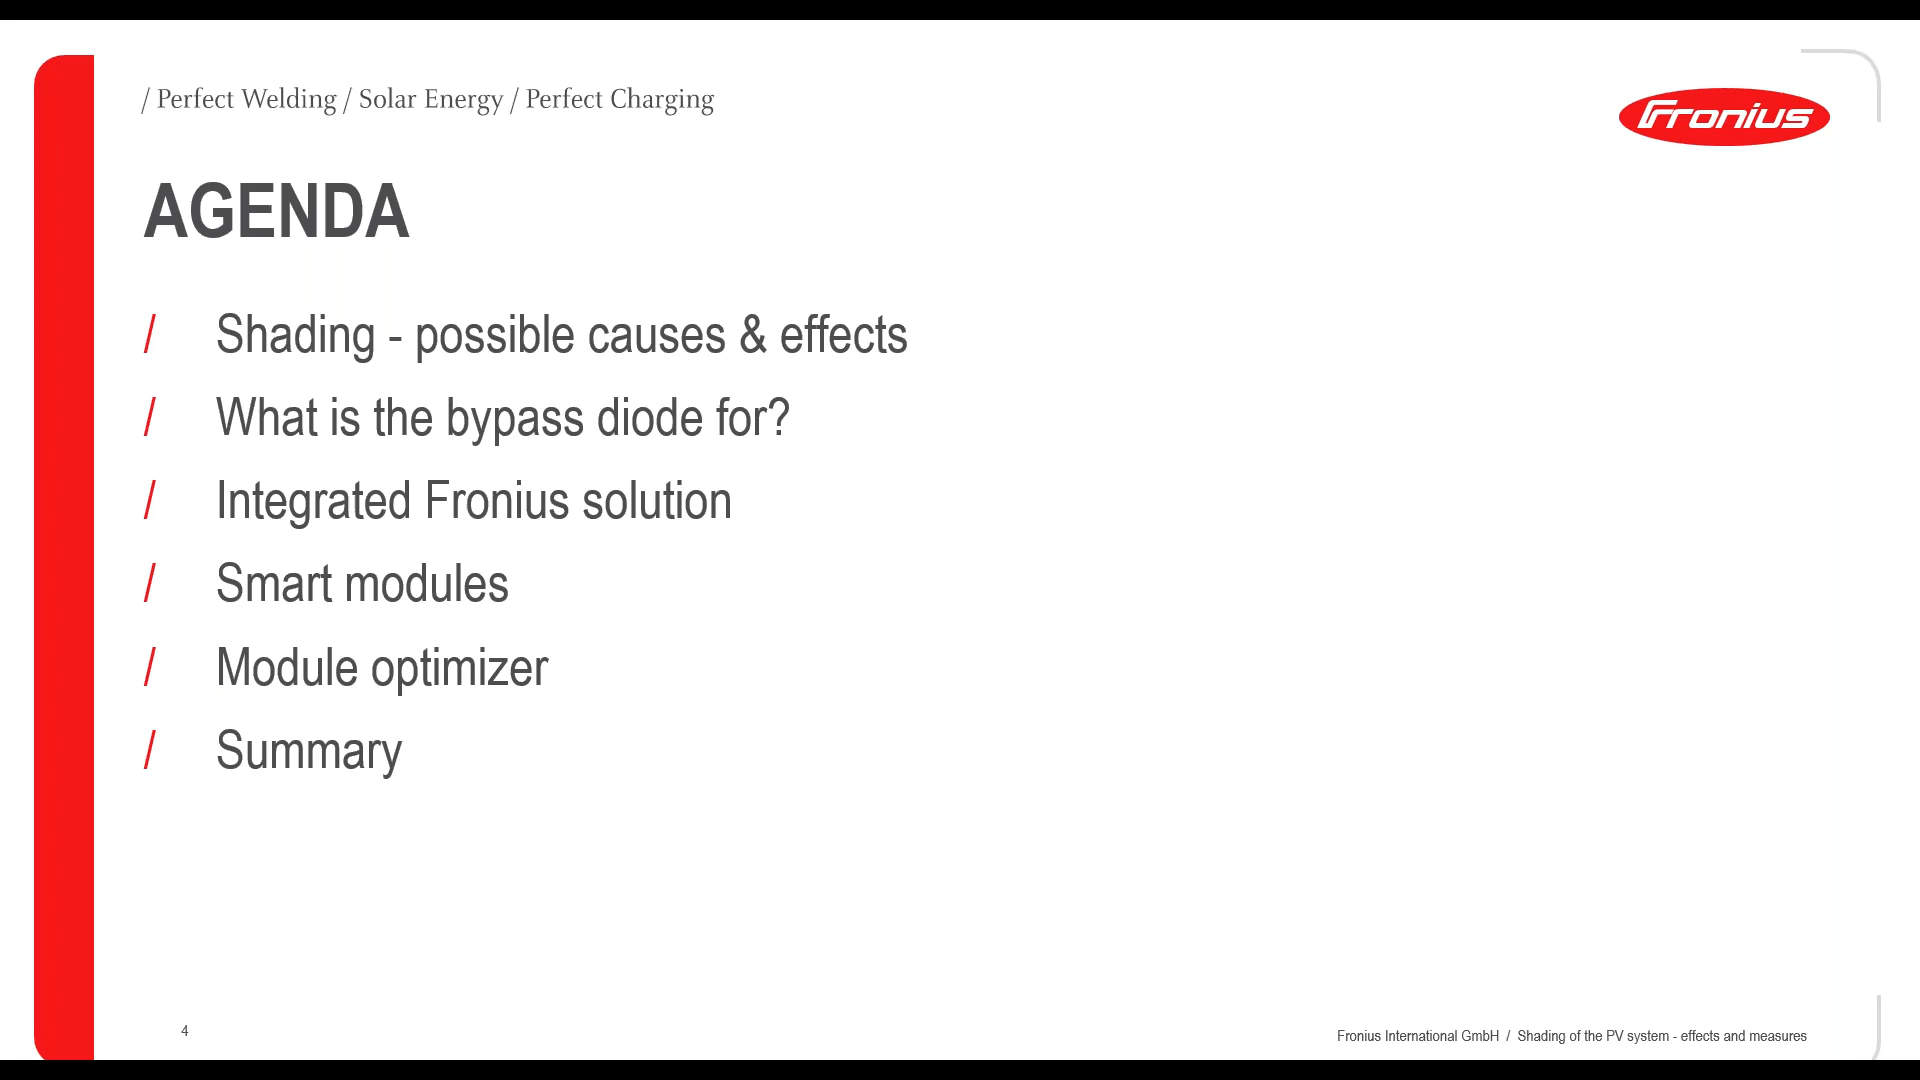 / Perfect Welding / Solar Energy / Perfect Charging
Fronius
AGENDA
/ Shading - possible causes & effects
/ What is the bypass diode for?
/ Integrated Fronius solution
/ Smart modules
/ Module optimizer
/ Summary
4
Fronius International GmbH / Shading of the PV system - effects and measures